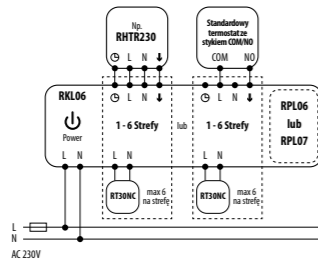 Np.
RHTR230
Standardowy
termostat ze
stykiem COM/NO
L N
COM NO
RKL06
Power
L N
L N
1 - 6 Strefy
lub
L N
1 - 6 Strefy
RPL06
lub
RPL07
L N
L N
RT30NC
max 6
na strefę
RT30NC
max 6
na strefę
L
N
AC 230V